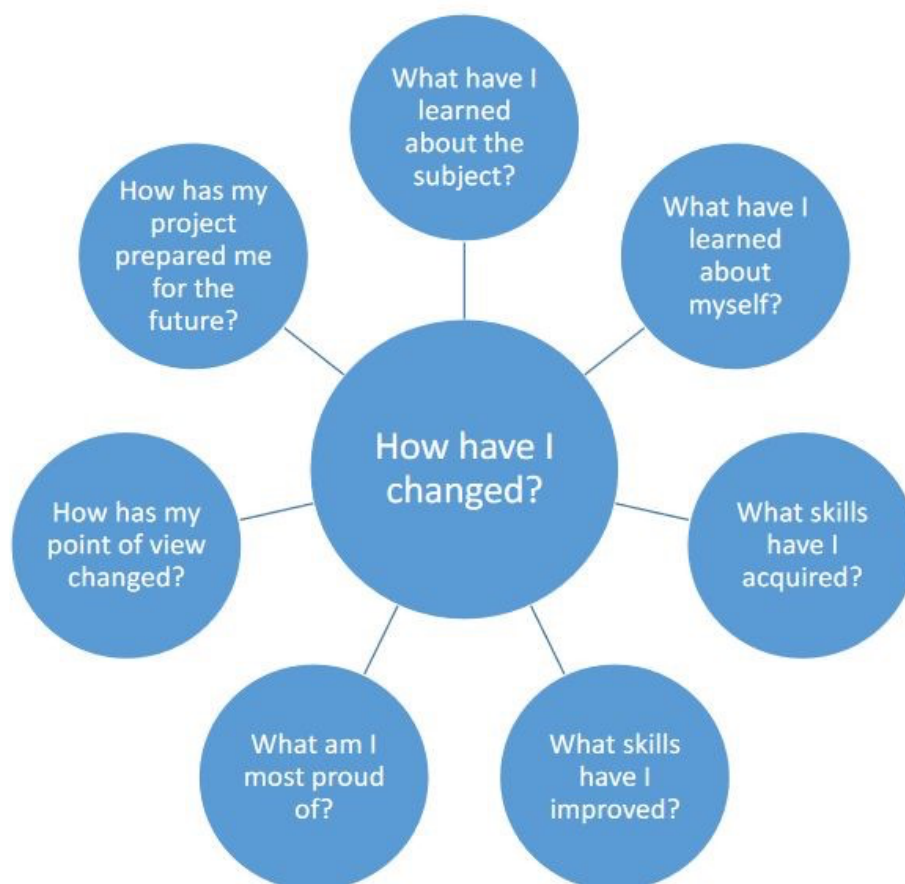 What have I
learned
about the
subject?
What have I
learned
about
myself?
What skills
have I
acquired?
What skills
have I
improved?
What am I
most proud
of?
How has my
point of view
changed?
How has my
project
prepared me
for the
future?
How have I
changed?